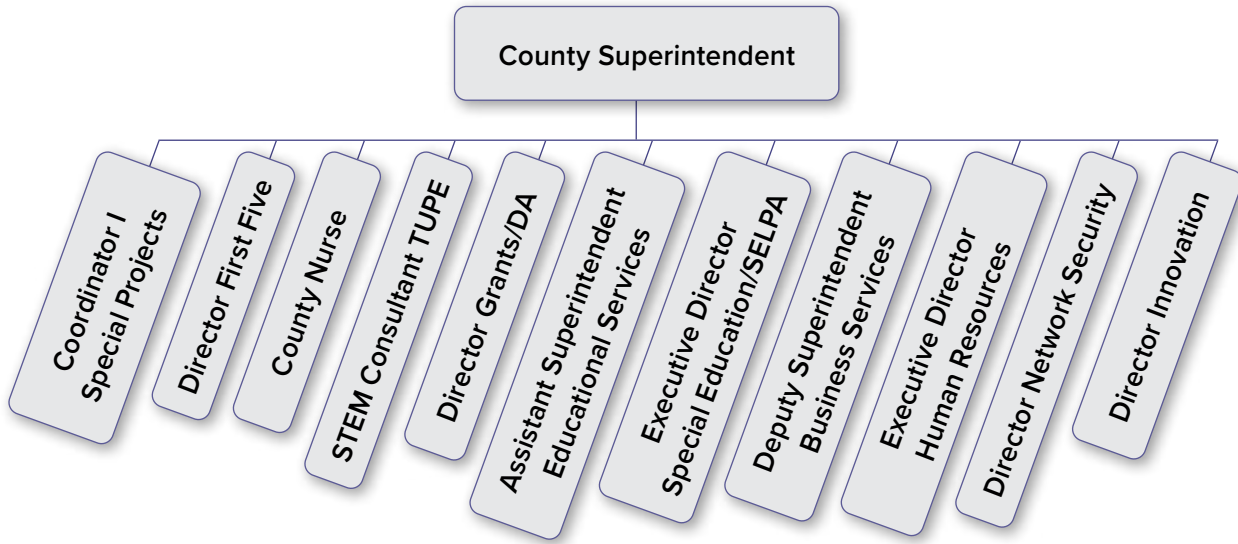 County Superintendent
Coordinator I
Special Projects
Director First Five
County Nurse
STEM Consultant TUPE
Director Grants/DA
Assistant Superintendent
Educational Services
Executive Director
Special Education/SELPA
Deputy Superintendent
Business Services
Executive Director
Human Resources
Director Network Security
Director Innovation